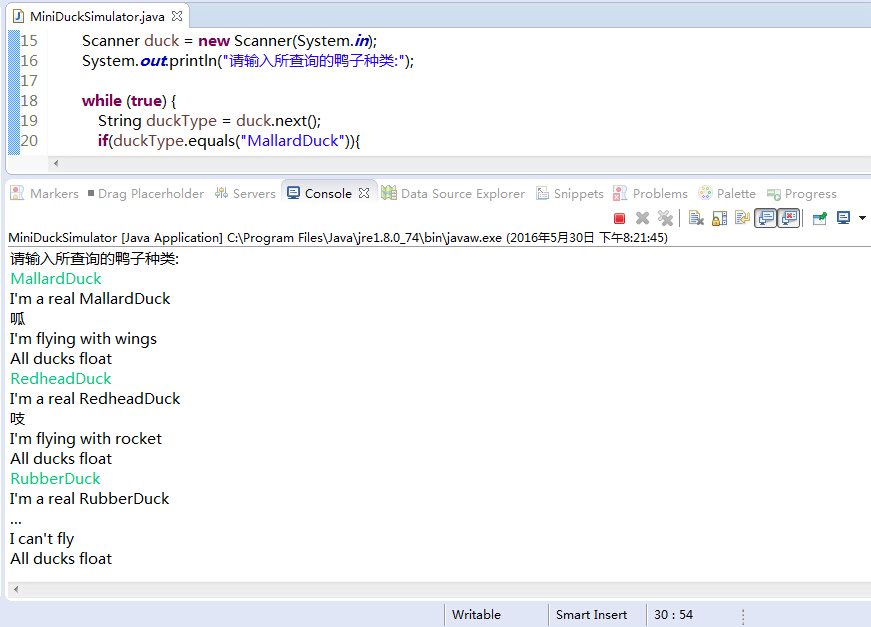 MiniDuckSimulator.java
15 Scanner duck = new Scanner(System.in);
16 System.out.println("请输入所查询的鸭子种类:");
17
18 while (true) {
19 String duckType = duck.next();
20 if(duckType.equals("MallardDuck")){
Markers Drag Placeholder Servers Console Data Source Explorer Snippets Problems Palette Progress
MiniDuckSimulator [Java Application] C:\Program Files\Java\jre1.8.0_74\bin\javaw.exe (2016年5月30日 下午8:21:45)
请输入所查询的鸭子种类:
MallardDuck
I'm a real MallardDuck
呱
I'm flying with wings
All ducks float
RedheadDuck
I'm a real RedheadDuck
吱
I'm flying with rocket
All ducks float
RubberDuck
I'm a real RubberDuck
...
I can't fly
All ducks float
Writable Smart Insert 30 : 54